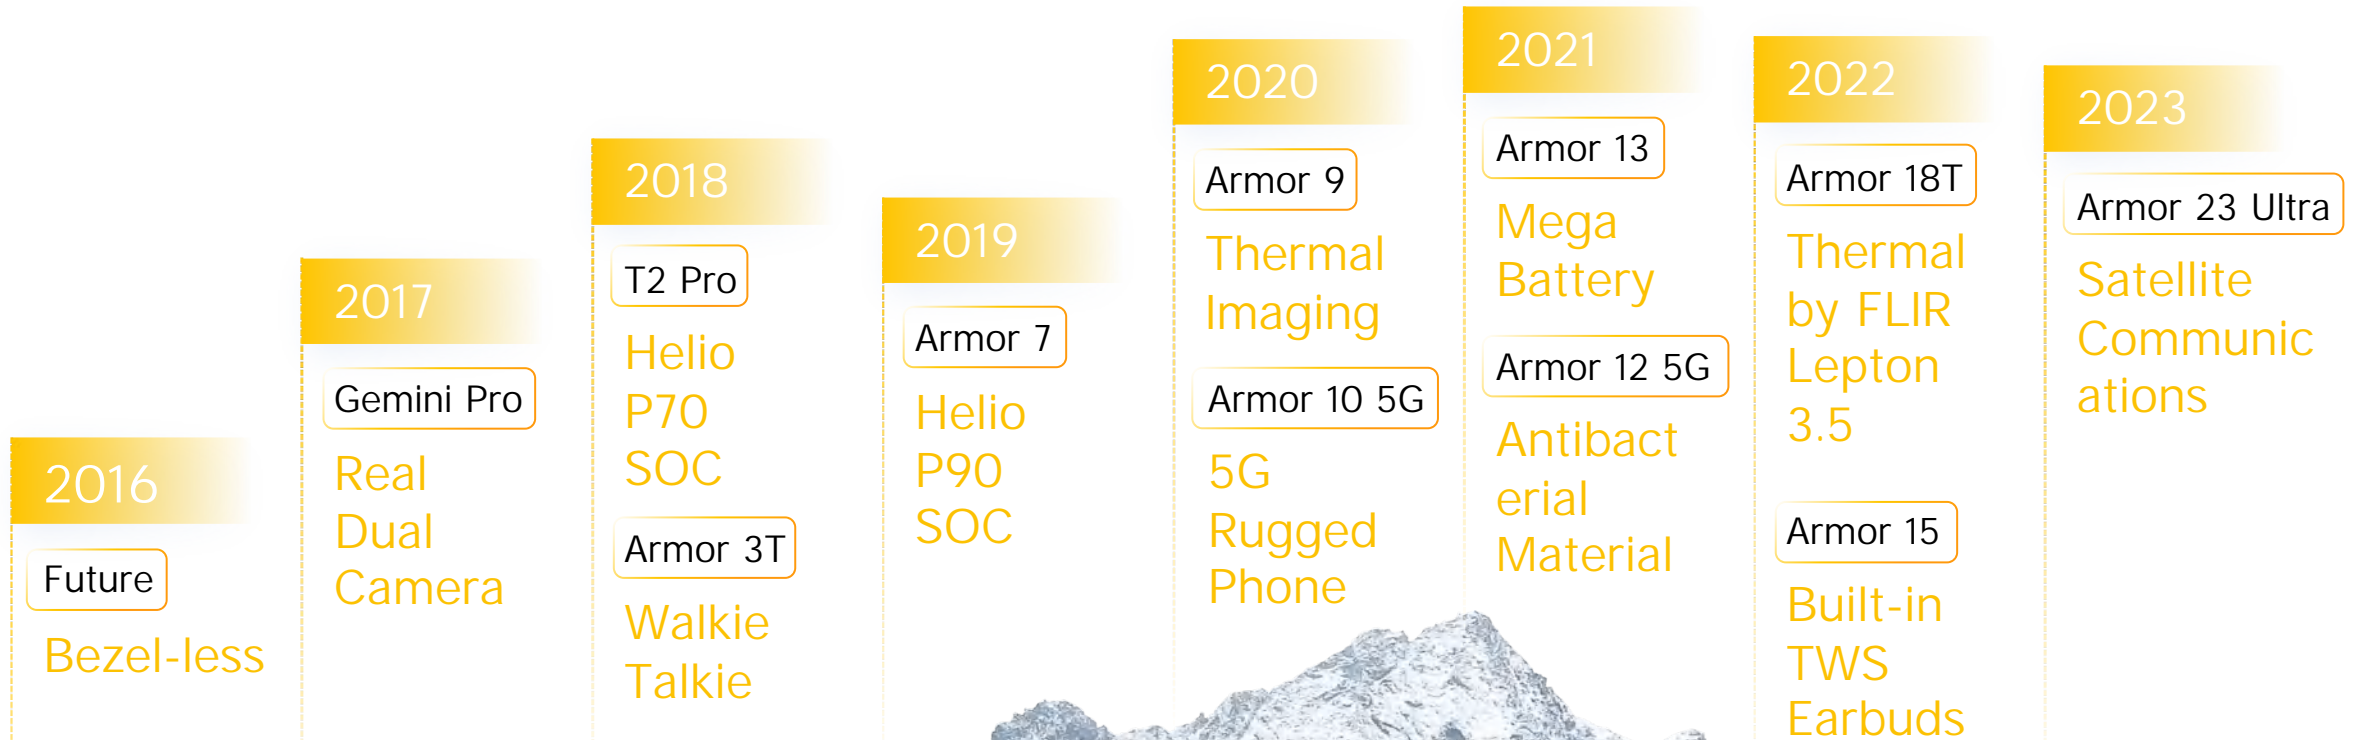 2016
Future
Bezel-less
2017
Gemini Pro
Real
Dual
Camera
2018
T2 Pro
Helio
P70
SOC
Armor 3T
Walkie
Talkie
2019
Armor 7
Helio
P90
SOC
2020
Armor 9
Thermal
Imaging
Armor 10 5G
5G
Rugged
Phone
2021
Armor 13
Mega
Battery
Armor 12 5G
Antibact
erial
Material
2022
Armor 18T
Thermal
by FLIR
Lepton
3.5
Armor 15
Built-in
TWS
Earbuds
2023
Armor 23 Ultra
Satellite
Communic
ations